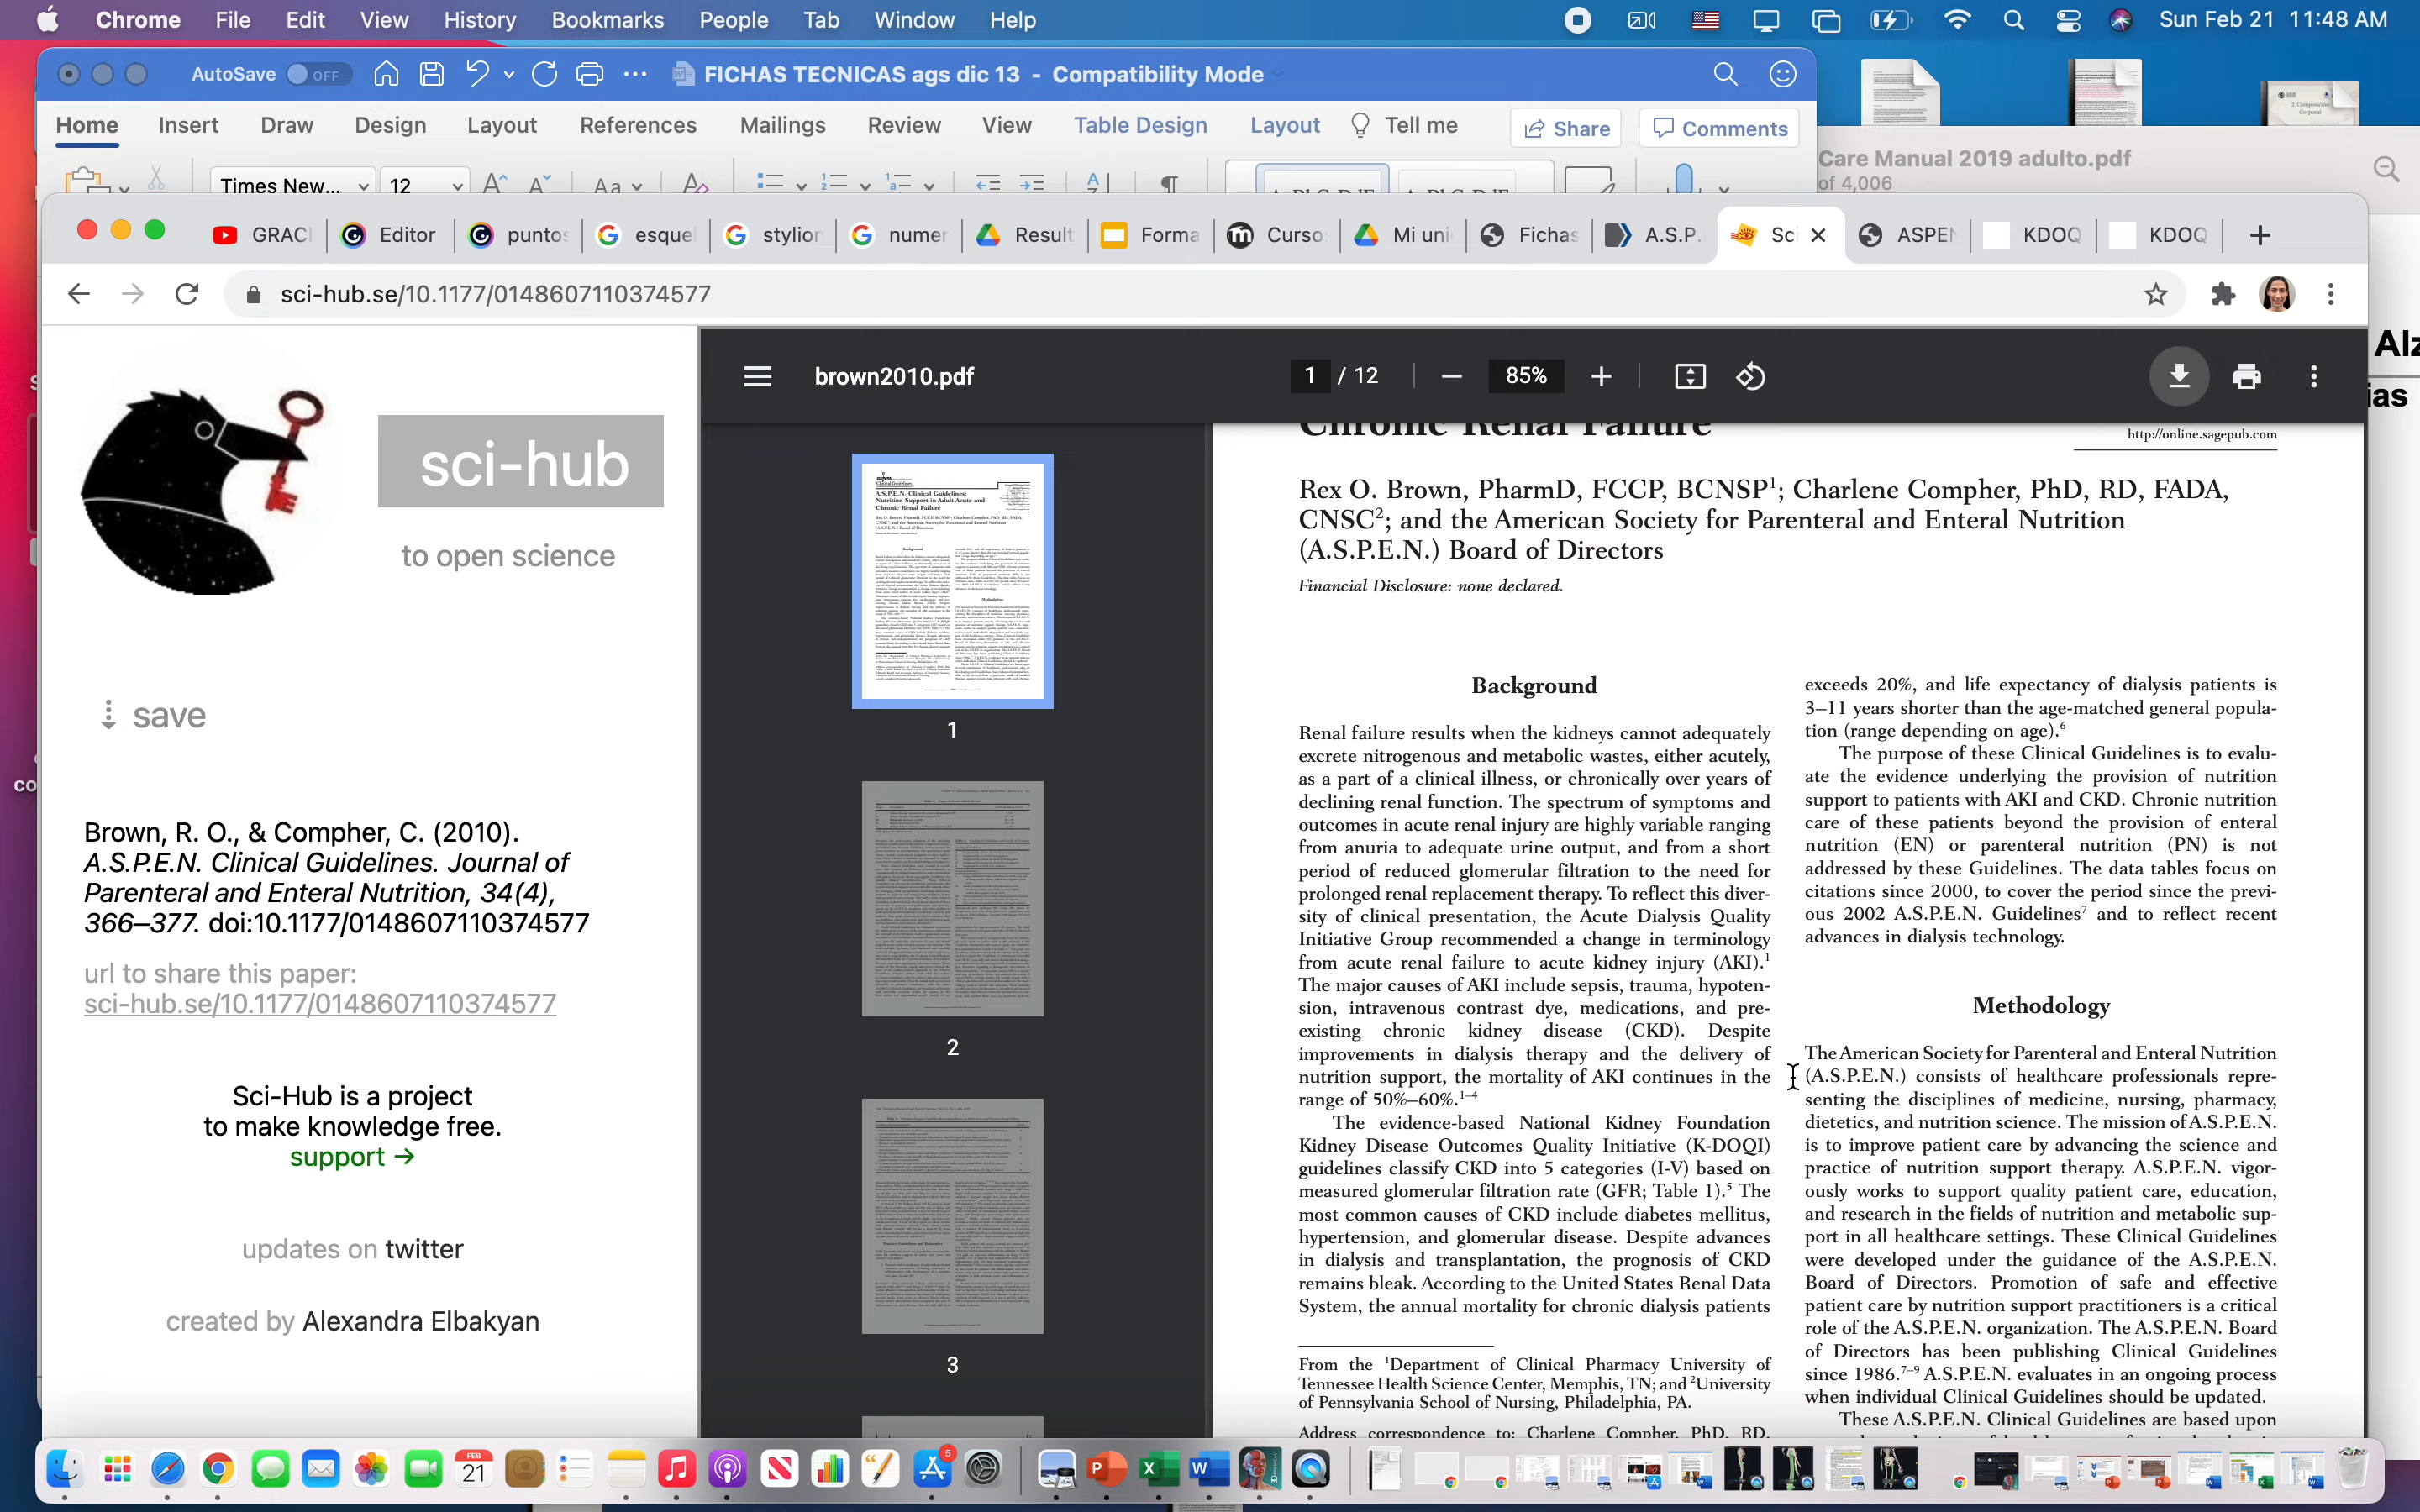 Chrome File Edit View History Bookmarks People Tab Window Help Sun Feb 21 11:48 AM
AutoSave OFF FICHAS TECNICAS ags dic 13 - Compatibility Mode
Home Insert Draw Design Layout References Mailings Review View Table Design Layout Tell me Share Comments
Times New... 12
Care Manual 2019 adulto.pdf
of 4,006
GRACI Editor puntos esque stylion numer Result Forma Curso Mi uni Fichas A.S.P. Sci ASPEN KDOQ KDOQ
sci-hub.se/10.1177/0148607110374577
brown2010.pdf 1 / 12 85%
sci-hub
to open science
save
Brown, R. O., & Compher, C. (2010).
A.S.P.E.N. Clinical Guidelines. Journal of
Parenteral and Enteral Nutrition, 34(4),
366–377. doi:10.1177/0148607110374577
url to share this paper:
sci-hub.se/10.1177/0148607110374577
Sci-Hub is a project
to make knowledge free.
support →
updates on twitter
created by Alexandra Elbakyan
A.S.P.E.N. Clinical Guidelines:
Nutrition Support in Adult Acute and
Chronic Renal Failure
1
2
3
Chronic Renal Failure
http://online.sagepub.com
Rex O. Brown, PharmD, FCCP, BCNSP1; Charlene Compher, PhD, RD, FADA,
CNSC2; and the American Society for Parenteral and Enteral Nutrition
(A.S.P.E.N.) Board of Directors
Financial Disclosure: none declared.
Background
Renal failure results when the kidneys cannot adequately
excrete nitrogenous and metabolic wastes, either acutely,
as a part of a clinical illness, or chronically over years of
declining renal function. The spectrum of symptoms and
outcomes in acute renal injury are highly variable ranging
from anuria to adequate urine output, and from a short
period of reduced glomerular filtration to the need for
prolonged renal replacement therapy. To reflect this diver-
sity of clinical presentation, the Acute Dialysis Quality
Initiative Group recommended a change in terminology
from acute renal failure to acute kidney injury (AKI).1
The major causes of AKI include sepsis, trauma, hypoten-
sion, intravenous contrast dye, medications, and pre-
existing chronic kidney disease (CKD). Despite
improvements in dialysis therapy and the delivery of
nutrition support, the mortality of AKI continues in the
range of 50%–60%.1–4
The evidence-based National Kidney Foundation
Kidney Disease Outcomes Quality Initiative (K-DOQI)
guidelines classify CKD into 5 categories (I-V) based on
measured glomerular filtration rate (GFR; Table 1).5 The
most common causes of CKD include diabetes mellitus,
hypertension, and glomerular disease. Despite advances
in dialysis and transplantation, the prognosis of CKD
remains bleak. According to the United States Renal Data
System, the annual mortality for chronic dialysis patients
From the 1Department of Clinical Pharmacy University of
Tennessee Health Science Center, Memphis, TN; and 2University
of Pennsylvania School of Nursing, Philadelphia, PA.
Address correspondence to: Charlene Compher, PhD, RD,
exceeds 20%, and life expectancy of dialysis patients is
3–11 years shorter than the age-matched general popula-
tion (range depending on age).6
The purpose of these Clinical Guidelines is to evalu-
ate the evidence underlying the provision of nutrition
support to patients with AKI and CKD. Chronic nutrition
care of these patients beyond the provision of enteral
nutrition (EN) or parenteral nutrition (PN) is not
addressed by these Guidelines. The data tables focus on
citations since 2000, to cover the period since the previ-
ous 2002 A.S.P.E.N. Guidelines7 and to reflect recent
advances in dialysis technology.
Methodology
The American Society for Parenteral and Enteral Nutrition
(A.S.P.E.N.) consists of healthcare professionals repre-
senting the disciplines of medicine, nursing, pharmacy,
dietetics, and nutrition science. The mission of A.S.P.E.N.
is to improve patient care by advancing the science and
practice of nutrition support therapy. A.S.P.E.N. vigor-
ously works to support quality patient care, education,
and research in the fields of nutrition and metabolic sup-
port in all healthcare settings. These Clinical Guidelines
were developed under the guidance of the A.S.P.E.N.
Board of Directors. Promotion of safe and effective
patient care by nutrition support practitioners is a critical
role of the A.S.P.E.N. organization. The A.S.P.E.N. Board
of Directors has been publishing Clinical Guidelines
since 1986.7–9 A.S.P.E.N. evaluates in an ongoing process
when individual Clinical Guidelines should be updated.
These A.S.P.E.N. Clinical Guidelines are based upon
Alz
ias
co
FEB
21
5